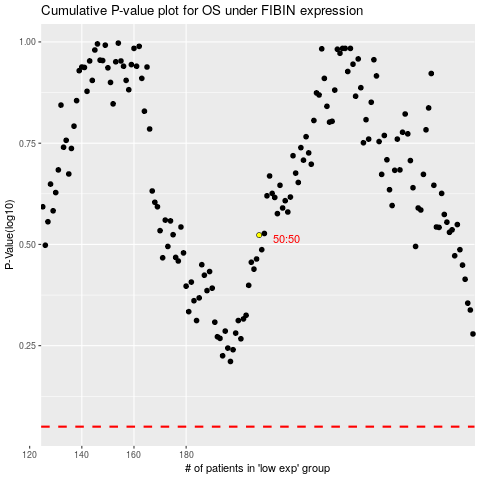 Cumulative P-value plot for OS under FIBIN expression
P-Value(log10)
1.00
0.75
0.50
0.25
50:50
120 140 160 180
# of patients in 'low exp' group